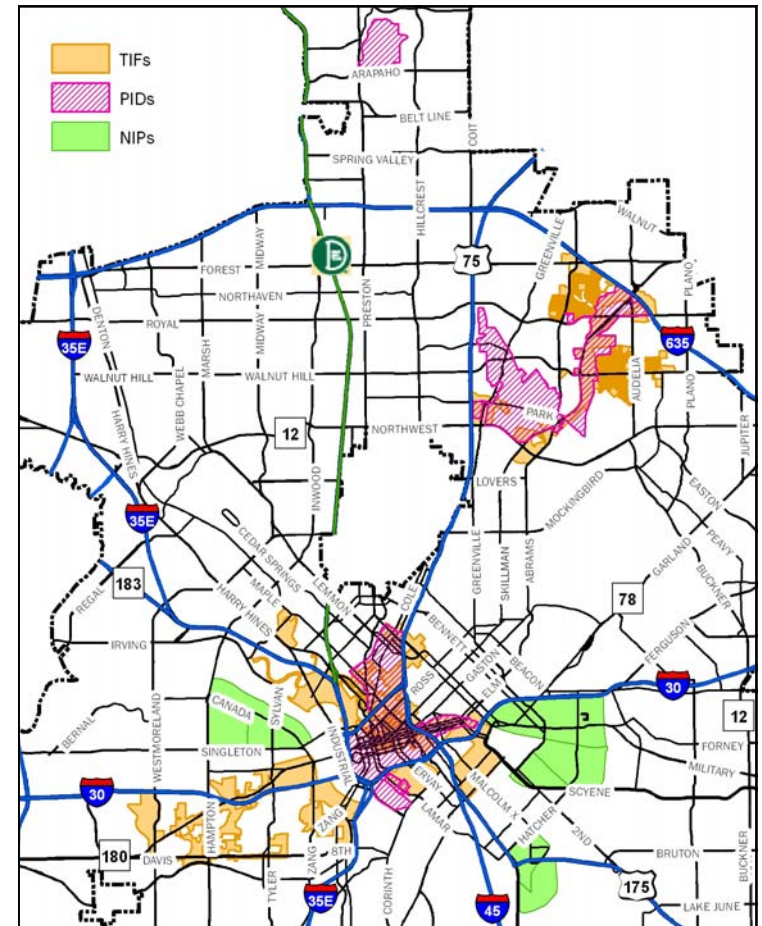 TIFs
PIDs
NIPs
ARAPAHO
BELT LINE
COIT
SPRING VALLEY
HILLCREST
WALNUT
MIDWAY
GREENVILLE
75
FOREST
PRESTON
PLANO
NORTHAVEN
DENTON
ROYAL
MARSH
MIDWAY
35E
635
WALNUT HILL
WALNUT HILL
AUDELIA
WEBB CHAPEL
PLANO
PARK
HARRY HINES
12
NORTHWEST
JUPITER
INWOOD
LOVERS
MOCKINGBIRD
EASTON
35E
CEDAR SPRINGS
GREENVILLE
SKILLMAN
ABRAMS
PEAVY
GARLAND
BUCKNER
183
LEMMON
MAPLE
COLE
78
REGAL
HARRY HINES
BENNETT
FERGUSON
IRVING
GASTON
BEACON
ROSS
ELM
30
CANADA
SYLVAN
WESTMORELAND
12
BERNAL
SINGLETON
INDUSTRIAL
FORNEY
MILITARY
30
ERVAY
MALCOLM X
SCYENE
HAMPTON
ZANG
LAMAR
HATCHER
2ND
180
DAVIS
8TH
BRUTON
TYLER
ZANG
CORINTH
BUCKNER
175
35E
45
LAKE JUNE